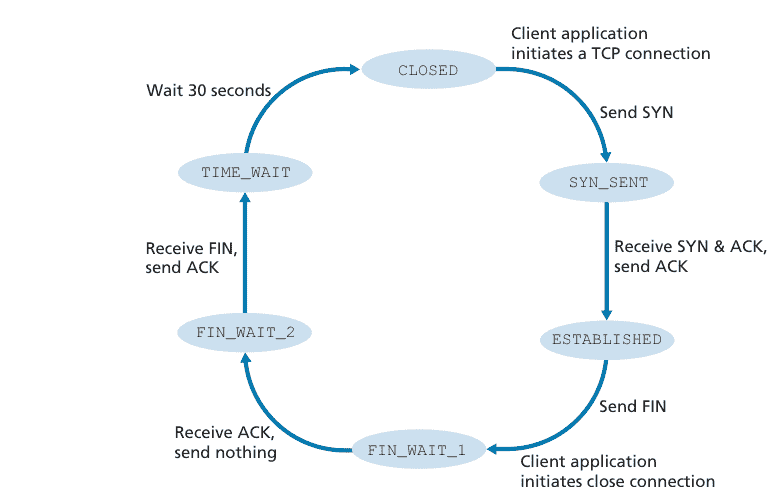 Client application
initiates a TCP connection
CLOSED
Wait 30 seconds
Send SYN
TIME_WAIT
SYN_SENT
Receive FIN,
send ACK
Receive SYN & ACK,
send ACK
FIN_WAIT_2
ESTABLISHED
Send FIN
Receive ACK,
send nothing
FIN_WAIT_1
Client application
initiates close connection